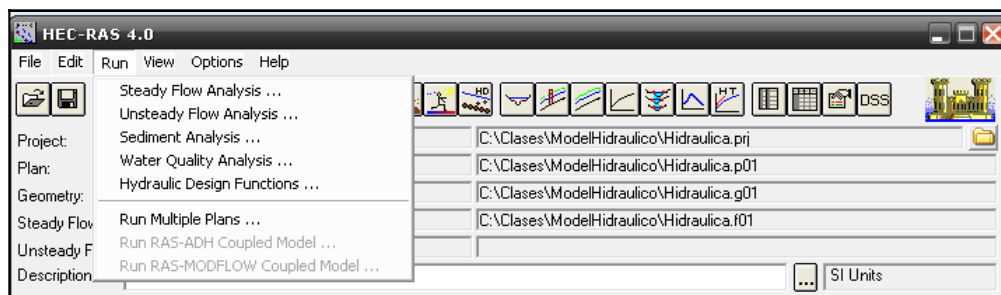 HEC-RAS 4.0
File Edit Run View Options Help
Steady Flow Analysis ...
Unsteady Flow Analysis ...
Sediment Analysis ...
Water Quality Analysis ...
Hydraulic Design Functions ...
Run Multiple Plans ...
Run RAS-ADH Coupled Model ...
Run RAS-MODFLOW Coupled Model ...
HD HT DSS
Project: C:\Clases\ModelHidraulico\Hidraulica.prj
Plan: C:\Clases\ModelHidraulico\Hidraulica.p01
Geometry: C:\Clases\ModelHidraulico\Hidraulica.g01
Steady Flow C:\Clases\ModelHidraulico\Hidraulica.f01
Unsteady F
Description ... SI Units